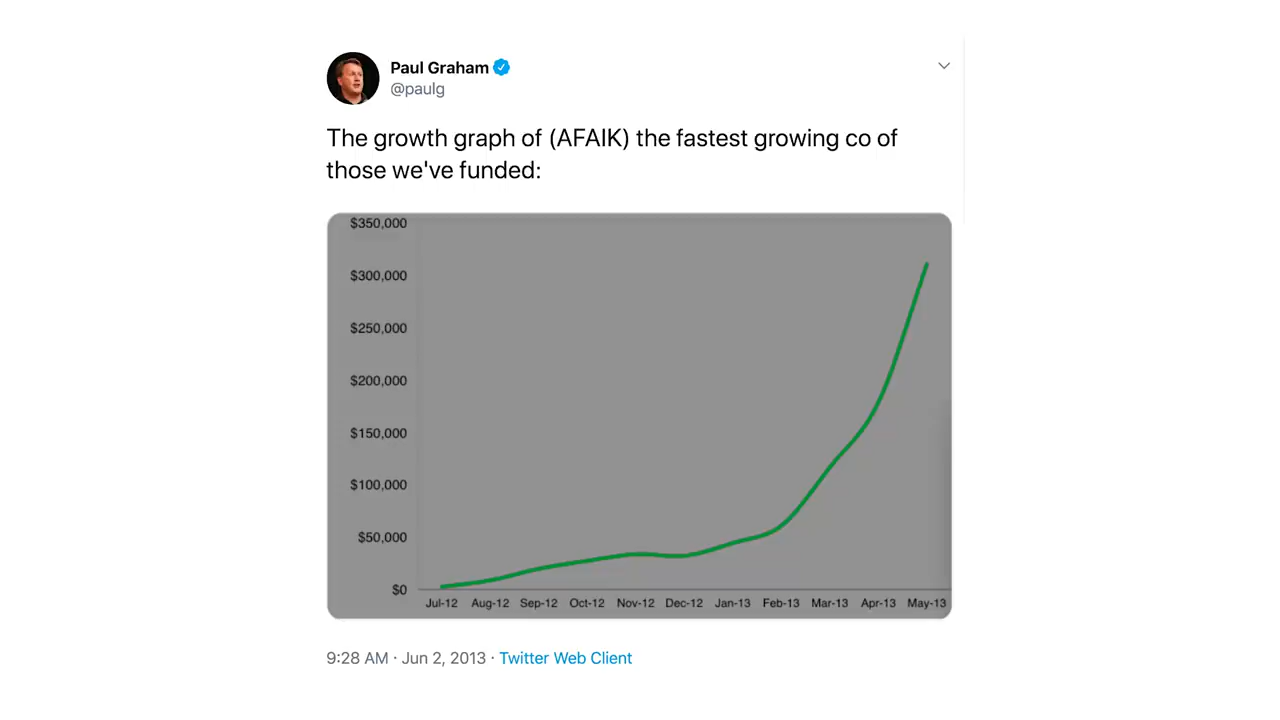 Paul Graham
@paulg
The growth graph of (AFAIK) the fastest growing co of
those we've funded:
$350,000
$300,000
$250,000
$200,000
$150,000
$100,000
$50,000
$0
Jul-12 Aug-12 Sep-12 Oct-12 Nov-12 Dec-12 Jan-13 Feb-13 Mar-13 Apr-13 May-13
9:28 AM · Jun 2, 2013 · Twitter Web Client